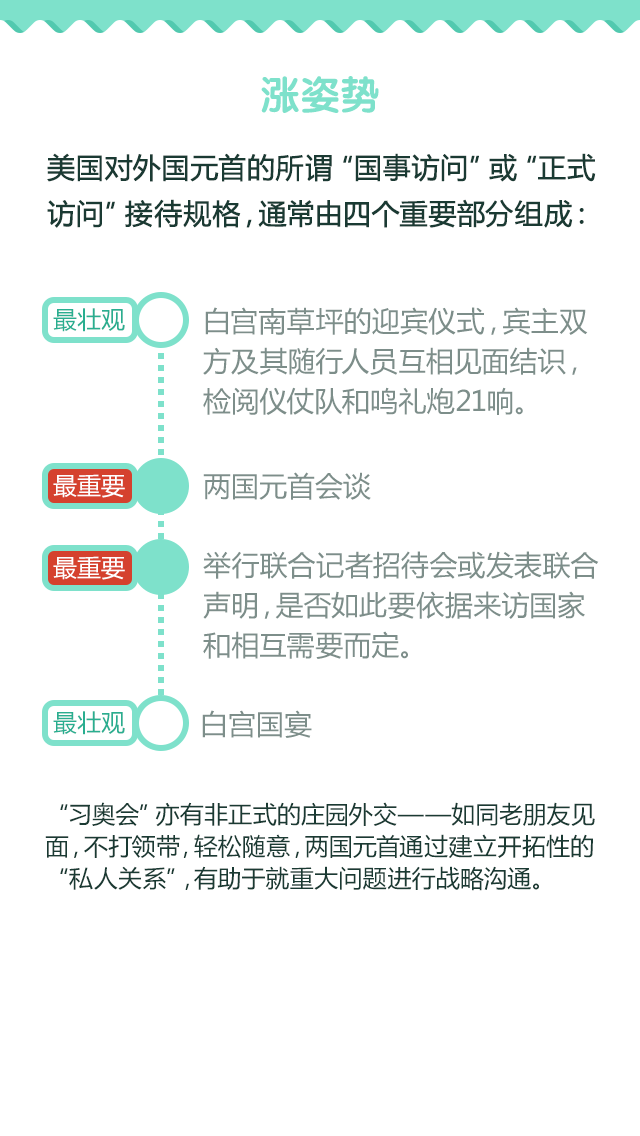 涨姿势
美国对外国元首的所谓“国事访问”或“正式
访问”接待规格,通常由四个重要部分组成:
最壮观
白宫南草坪的迎宾仪式,宾主双
方及其随行人员互相见面结识,
检阅仪仗队和鸣礼炮21响。
最重要
两国元首会谈
最重要
举行联合记者招待会或发表联合
声明,是否如此要依据来访国家
和相互需要而定。
最壮观
白宫国宴
“习奥会”亦有非正式的庄园外交——如同老朋友见
面,不打领带,轻松随意,两国元首通过建立开拓性的
“私人关系”,有助于就重大问题进行战略沟通。